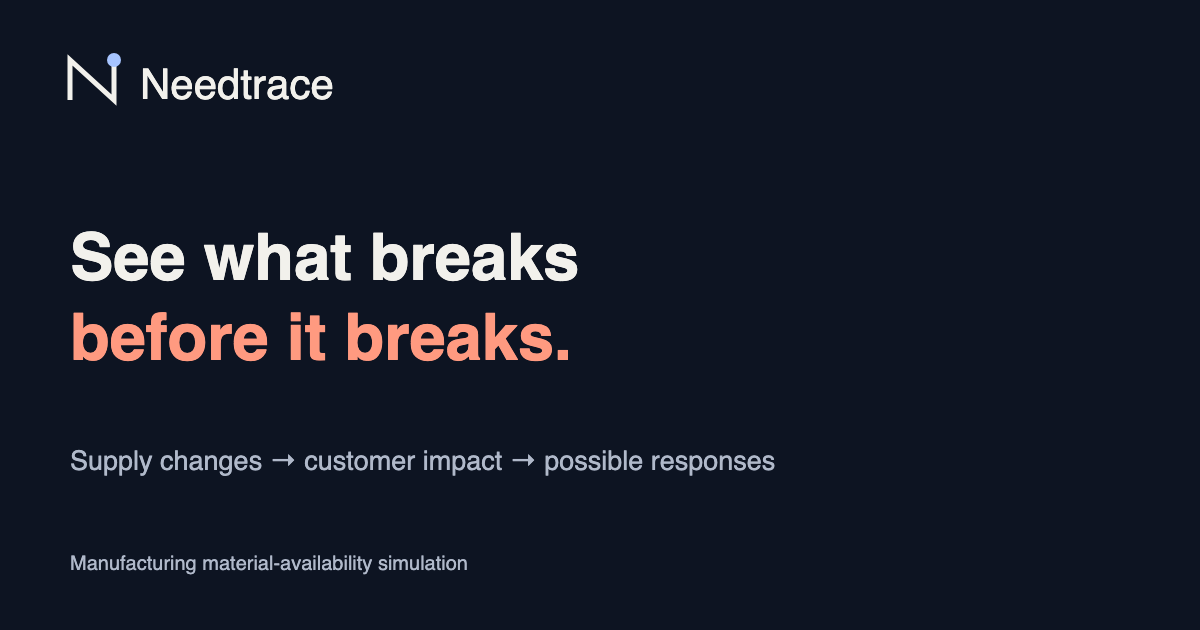 Needtrace
See what breaks
before it breaks.
Supply changes → customer impact → possible responses
Manufacturing material-availability simulation